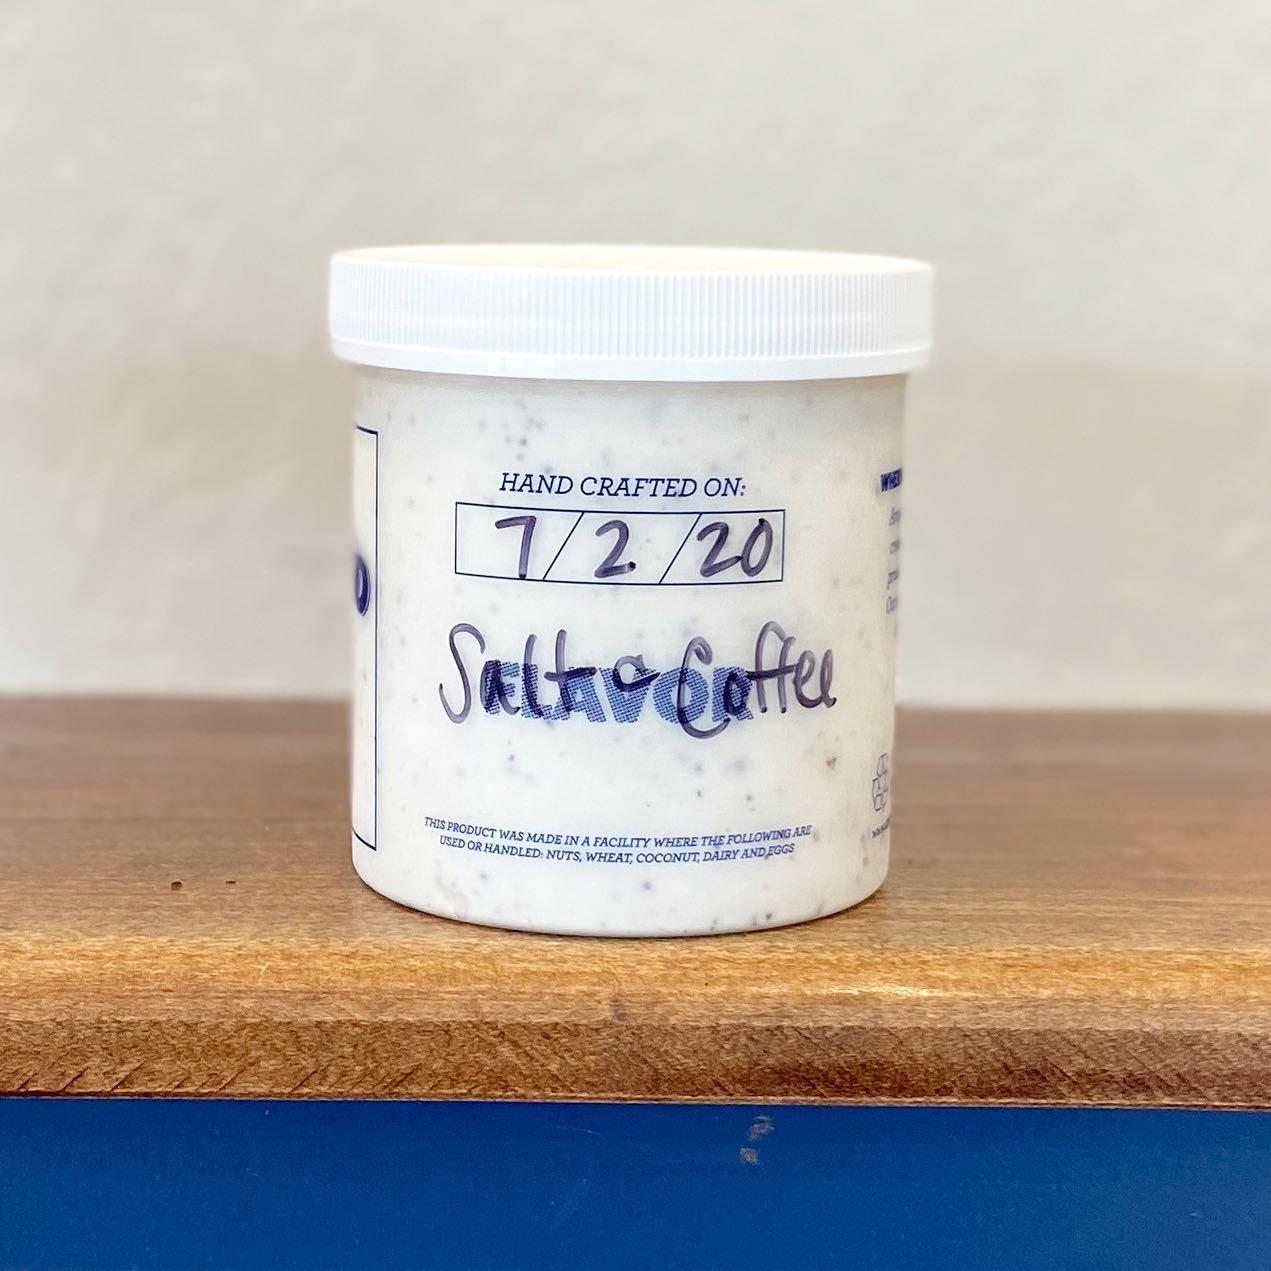 HAND CRAFTED ON:
7/2/20
FLAVOR
Salt & Coffee
THIS PRODUCT WAS MADE IN A FACILITY WHERE THE FOLLOWING ARE
USED OR HANDLED: NUTS, WHEAT, COCONUT, DAIRY AND EGGS